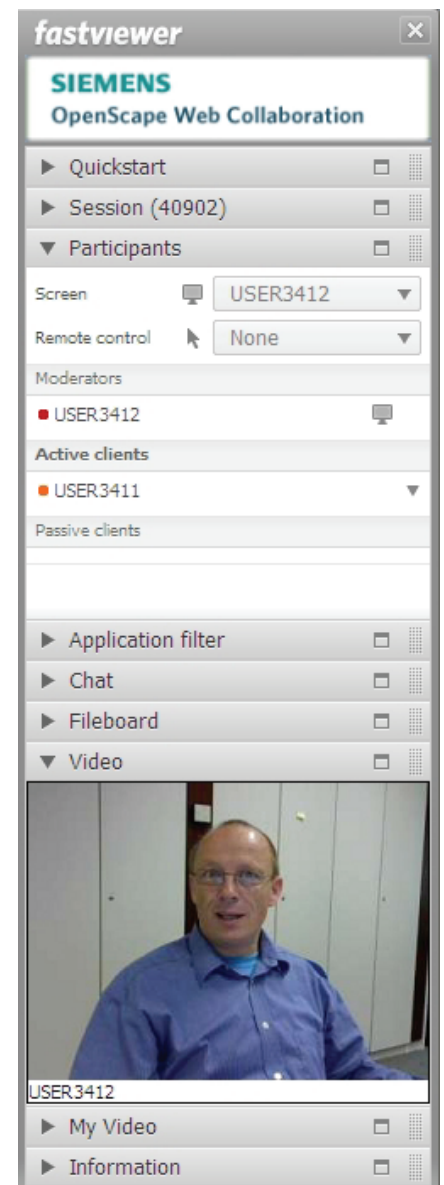 fastviewer
SIEMENS
OpenScape Web Collaboration
Quickstart
Session (40902)
Participants
Screen USER3412
Remote control None
Moderators
USER3412
Active clients
USER3411
Passive clients
Application filter
Chat
Fileboard
Video
USER3412
My Video
Information